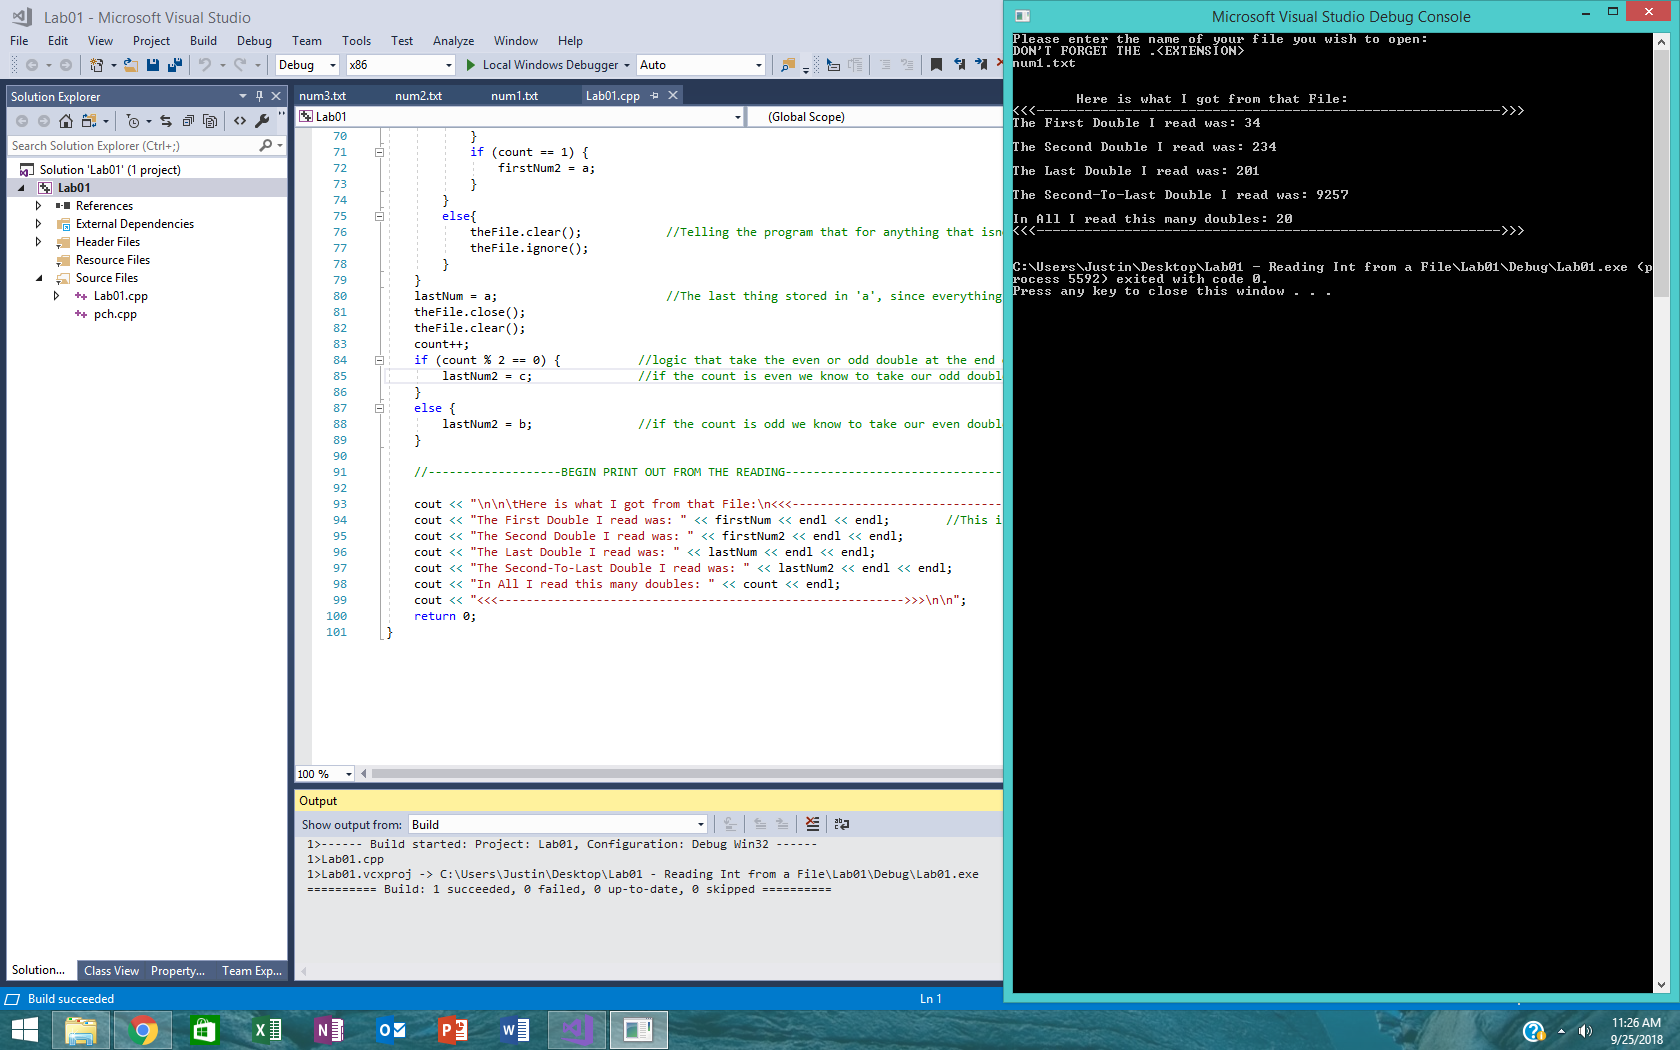 Lab01 - Microsoft Visual Studio
File Edit View Project Build Debug Team Tools Test Analyze Window Help
Debug x86 Local Windows Debugger Auto
Solution Explorer
Search Solution Explorer (Ctrl+;)
Solution 'Lab01' (1 project)
Lab01
References
External Dependencies
Header Files
Resource Files
Source Files
Lab01.cpp
pch.cpp
Solution... Class View Property... Team Exp...
num3.txt num2.txt num1.txt Lab01.cpp
Lab01 (Global Scope)
70 }
71 if (count == 1) {
72 firstNum2 = a;
73 }
74 }
75 else{
76 theFile.clear(); //Telling the program that for anything that isn
77 theFile.ignore();
78 }
79 }
80 lastNum = a; //The last thing stored in 'a', since everything
81 theFile.close();
82 theFile.clear();
83 count++;
84 if (count % 2 == 0) { //logic that take the even or odd double at the end
85 lastNum2 = c; //if the count is even we know to take our odd doubl
86 }
87 else {
88 lastNum2 = b; //if the count is odd we know to take our even doubl
89 }
90
91 //-------------------BEGIN PRINT OUT FROM THE READING-------------------------------
92
93 cout << "\n\n\tHere is what I got from that File:\n<<<------------------------------
94 cout << "The First Double I read was: " << firstNum << endl << endl; //This i
95 cout << "The Second Double I read was: " << firstNum2 << endl << endl;
96 cout << "The Last Double I read was: " << lastNum << endl << endl;
97 cout << "The Second-To-Last Double I read was: " << lastNum2 << endl << endl;
98 cout << "In All I read this many doubles: " << count << endl;
99 cout << "<<<---------------------------------------------------------->>>\n\n";
100 return 0;
101 }
100 %
Output
Show output from: Build
1>------ Build started: Project: Lab01, Configuration: Debug Win32 ------
1>Lab01.cpp
1>Lab01.vcxproj -> C:\Users\Justin\Desktop\Lab01 - Reading Int from a File\Lab01\Debug\Lab01.exe
========== Build: 1 succeeded, 0 failed, 0 up-to-date, 0 skipped ==========
Build succeeded Ln 1
Microsoft Visual Studio Debug Console
Please enter the name of your file you wish to open:
DON'T FORGET THE .<EXTENSION>
num1.txt
Here is what I got from that File:
<<<---------------------------------------------------------->>>
The First Double I read was: 34
The Second Double I read was: 234
The Last Double I read was: 201
The Second-To-Last Double I read was: 9257
In All I read this many doubles: 20
<<<---------------------------------------------------------->>>
C:\Users\Justin\Desktop\Lab01 - Reading Int from a File\Lab01\Debug\Lab01.exe (p
rocess 5592) exited with code 0.
Press any key to close this window . . .
11:26 AM
9/25/2018